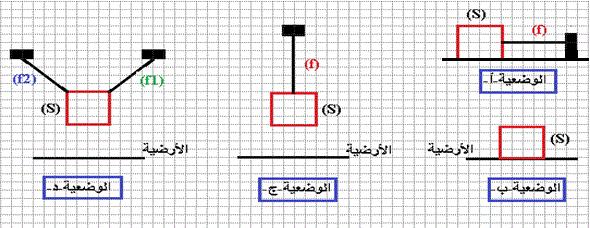 (S)
(f)
الوضعية-أ-
(S)
الأرضية
الوضعية-ب-
(f)
(S)
الأرضية
الوضعية-ج-
(f2)
(f1)
(S)
الأرضية
الوضعية-د-